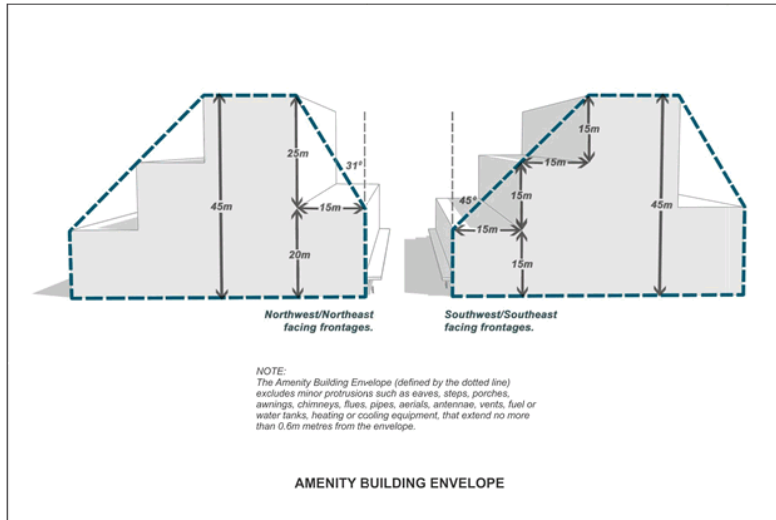 25m
31°
45m
15m
20m
Northwest/Northeast
facing frontages.
15m
15m
45°
15m
45m
15m
15m
Southwest/Southeast
facing frontages.
NOTE:
The Amenity Building Envelope (defined by the dotted line)
excludes minor protrusions such as eaves, steps, porches,
awnings, chimneys, flues, pipes, aerials, antennae, vents, fuel or
water tanks, heating or cooling equipment, that extend no more
than 0.6m metres from the envelope.
AMENITY BUILDING ENVELOPE